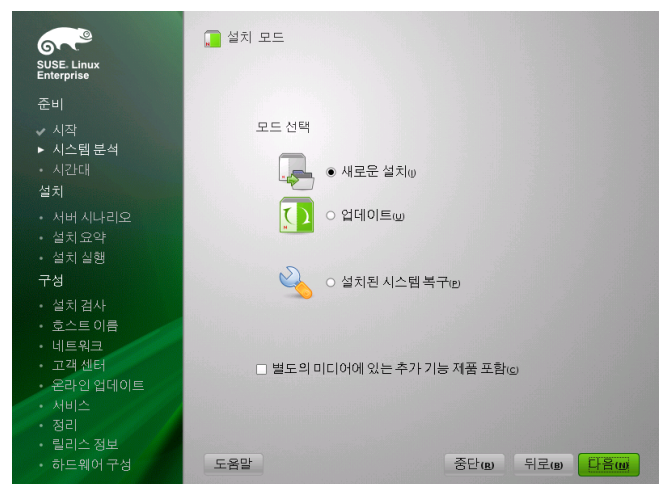 SUSE. Linux
Enterprise
준비
시작
시스템 분석
시간대
설치
서버 시나리오
설치 요약
설치 실행
구성
설치 검사
호스트 이름
네트워크
고객 센터
온라인 업데이트
서비스
정리
릴리스 정보
하드웨어 구성
설치 모드
모드 선택
새로운 설치(I)
업데이트(U)
설치된 시스템 복구(P)
별도의 미디어에 있는 추가 기능 제품 포함(C)
도움말
중단(R)
뒤로(B)
다음(N)